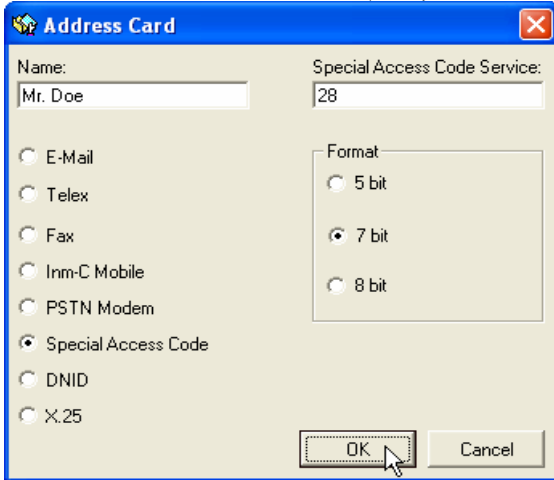 Address Card
Name:
Special Access Code Service:
Mr. Doe
28
E-Mail
Telex
Fax
Inm-C Mobile
PSTN Modem
Special Access Code
DNID
X.25
Format
5 bit
7 bit
8 bit
OK
Cancel